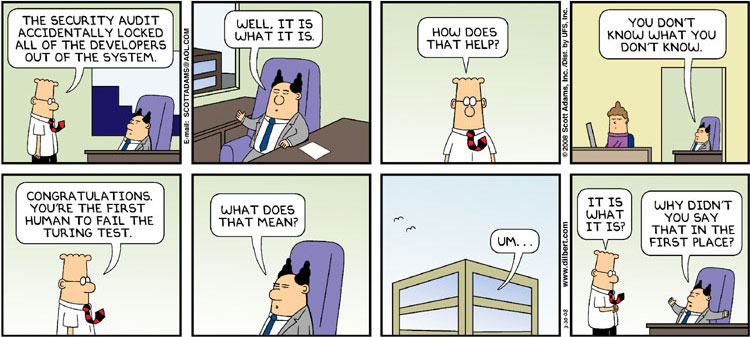 THE SECURITY AUDIT
ACCIDENTALLY LOCKED
ALL OF THE DEVELOPERS
OUT OF THE SYSTEM.
E-mail: SCOTTADAMS@AOL.COM
WELL, IT IS
WHAT IT IS.
HOW DOES
THAT HELP?
© 2008 Scott Adams, Inc. /Dist. by UFS, Inc.
YOU DON'T
KNOW WHAT YOU
DON'T KNOW.
CONGRATULATIONS.
YOU'RE THE FIRST
HUMAN TO FAIL THE
TURING TEST.
WHAT DOES
THAT MEAN?
UM. . .
www.dilbert.com
3-30-08
IT IS
WHAT
IT IS?
WHY DIDN'T
YOU SAY
THAT IN THE
FIRST PLACE?